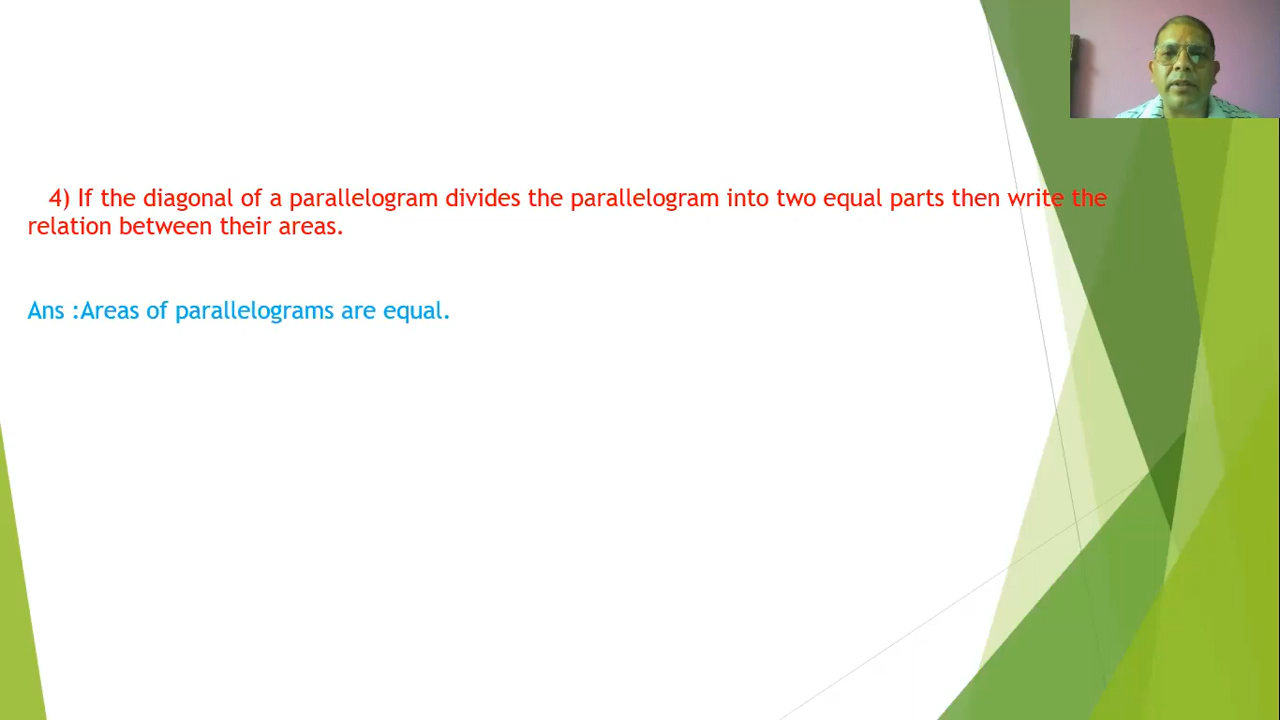 4) If the diagonal of a parallelogram divides the parallelogram into two equal parts then write the
relation between their areas.
Ans :Areas of parallelograms are equal.